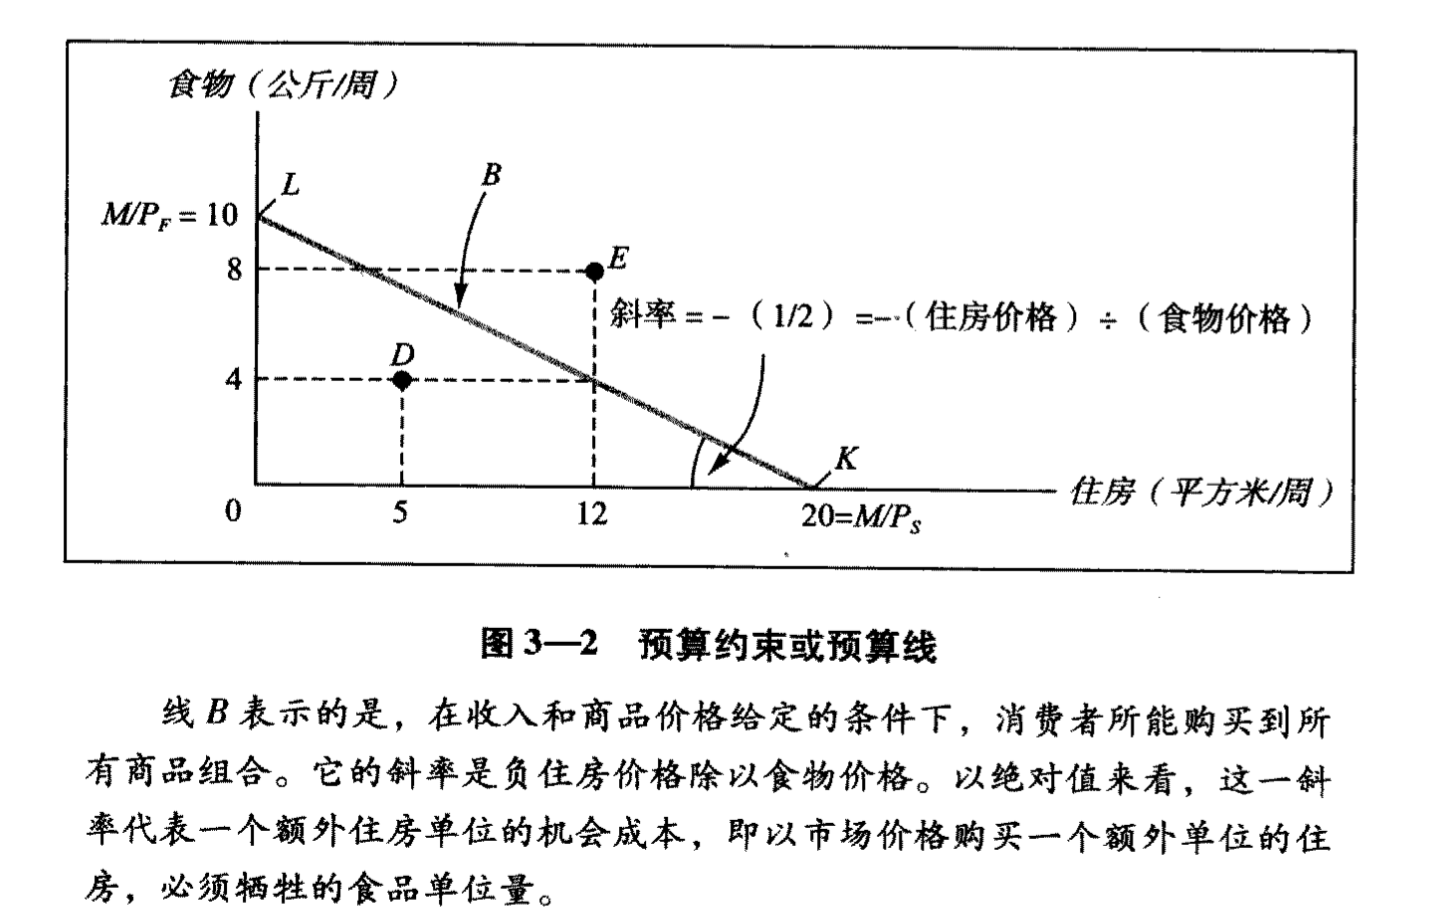 食物（公斤/周）
L
B
M/P_F = 10
8
E
斜率 = －（1/2）=－（住房价格）÷（食物价格）
D
4
K
住房（平方米/周）
0
5
12
20=M/P_S
图 3—2 预算约束或预算线
线 B 表示的是，在收入和商品价格给定的条件下，消费者所能购买到所
有商品组合。它的斜率是负住房价格除以食物价格。以绝对值来看，这一斜
率代表一个额外住房单位的机会成本，即以市场价格购买一个额外单位的住
房，必须牺牲的食品单位量。